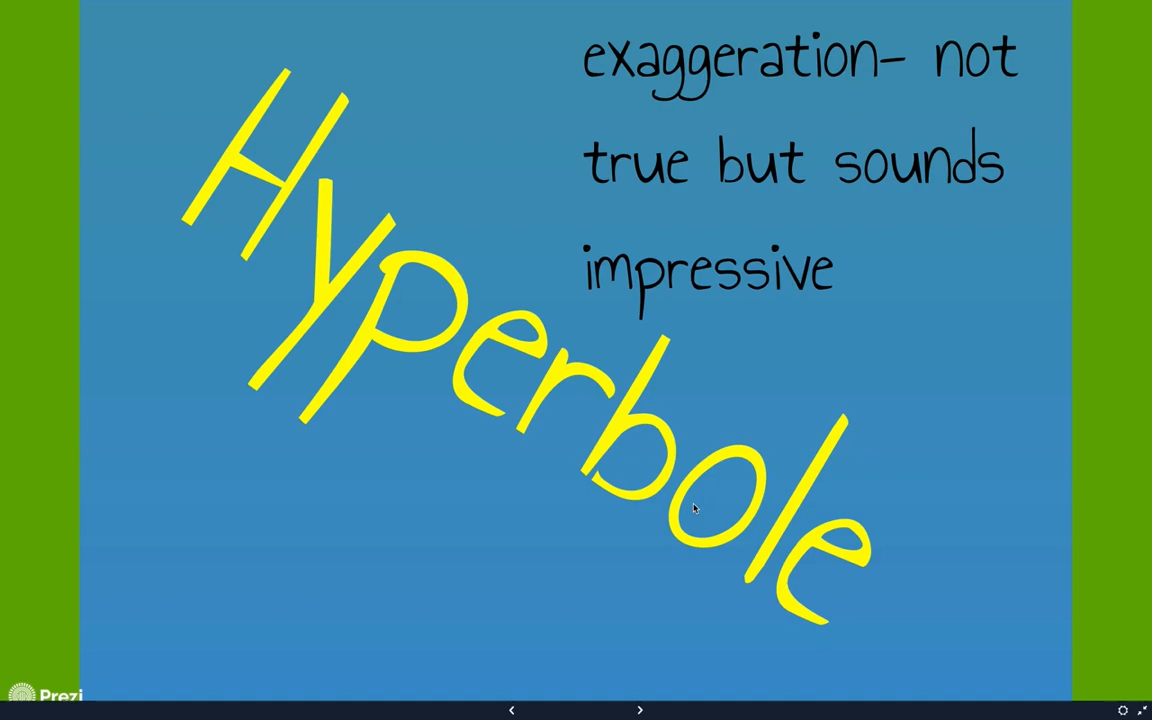 exaggeration- not
true but sounds
impressive
Hyperbole
Prezi